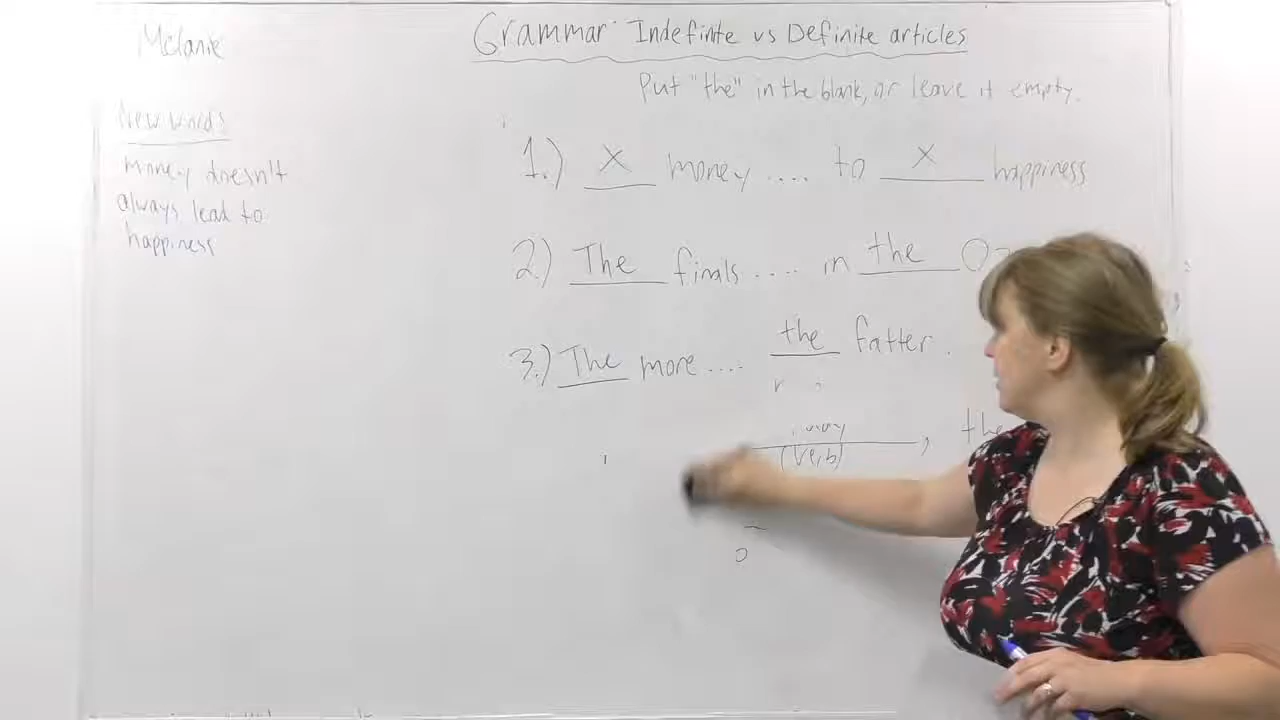 Melanie
Grammar: Indefinite vs Definite articles
Put "the" in the blank, or leave it empty.
New words
money doesn't
always lead to
happiness
1.) X money .... to X happiness
2.) The finals .... in the
3.) The more .... the fatter.
(verb) , the